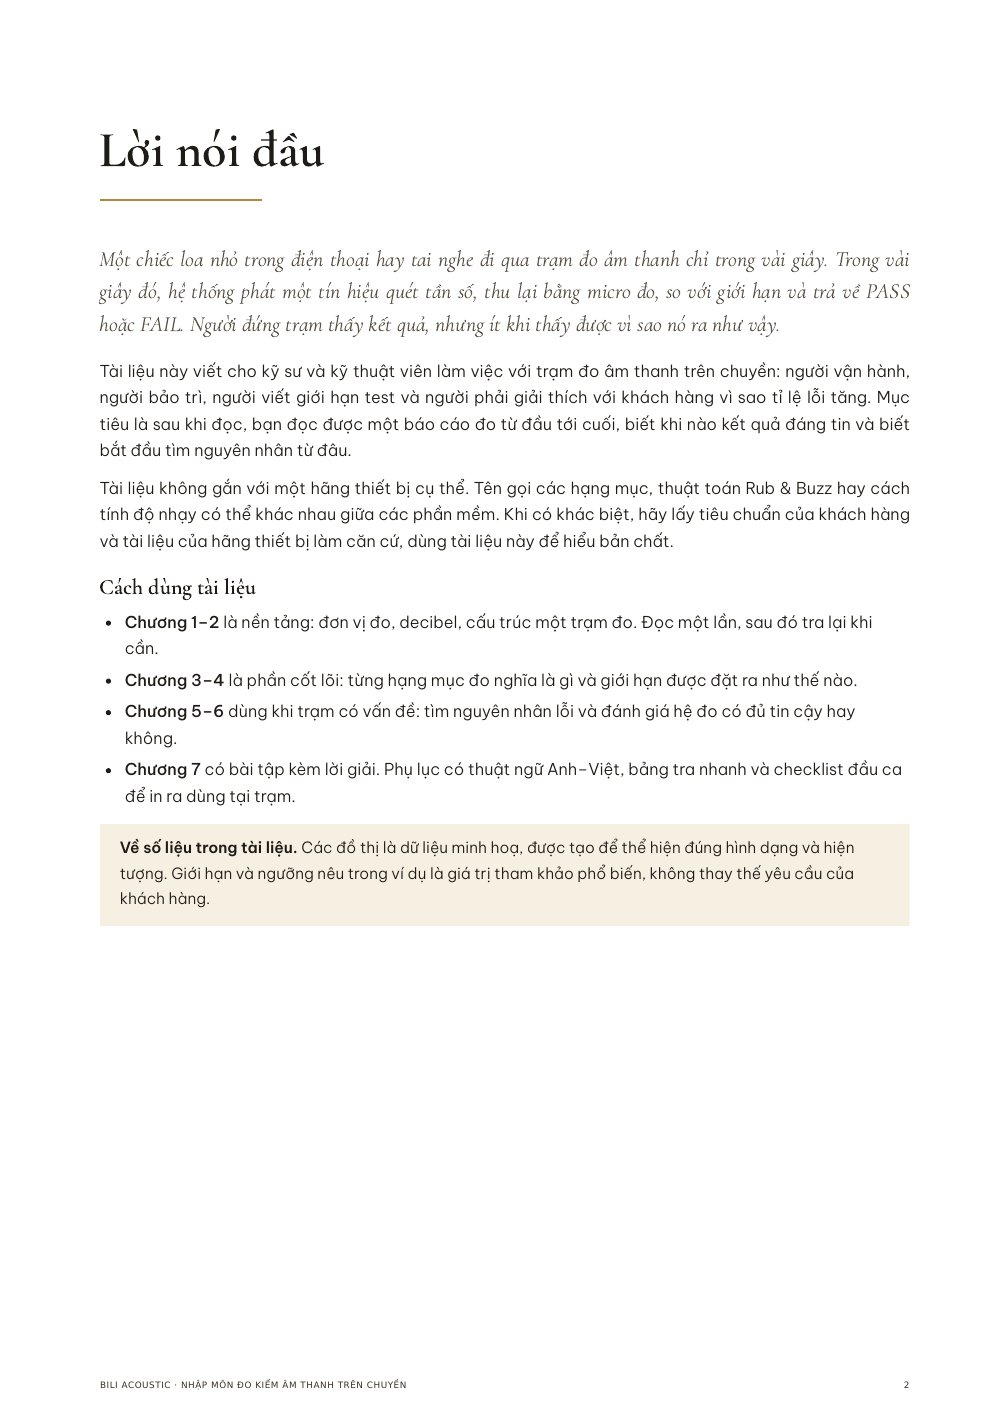 Lời nói đầu
Một chiếc loa nhỏ trong điện thoại hay tai nghe đi qua trạm đo âm thanh chỉ trong vài giây. Trong vài
giây đó, hệ thống phát một tín hiệu quét tần số, thu lại bằng micro đo, so với giới hạn và trả về PASS
hoặc FAIL. Người đứng trạm thấy kết quả, nhưng ít khi thấy được vì sao nó ra như vậy.
Tài liệu này viết cho kỹ sư và kỹ thuật viên làm việc với trạm đo âm thanh trên chuyền: người vận hành,
người bảo trì, người viết giới hạn test và người phải giải thích với khách hàng vì sao tỉ lệ lỗi tăng. Mục
tiêu là sau khi đọc, bạn đọc được một báo cáo đo từ đầu tới cuối, biết khi nào kết quả đáng tin và biết
bắt đầu tìm nguyên nhân từ đâu.
Tài liệu không gắn với một hãng thiết bị cụ thể. Tên gọi các hạng mục, thuật toán Rub & Buzz hay cách
tính độ nhạy có thể khác nhau giữa các phần mềm. Khi có khác biệt, hãy lấy tiêu chuẩn của khách hàng
và tài liệu của hãng thiết bị làm căn cứ, dùng tài liệu này để hiểu bản chất.
Cách dùng tài liệu
• Chương 1–2 là nền tảng: đơn vị đo, decibel, cấu trúc một trạm đo. Đọc một lần, sau đó tra lại khi
cần.
• Chương 3–4 là phần cốt lõi: từng hạng mục đo nghĩa là gì và giới hạn được đặt ra như thế nào.
• Chương 5–6 dùng khi trạm có vấn đề: tìm nguyên nhân lỗi và đánh giá hệ đo có đủ tin cậy hay
không.
• Chương 7 có bài tập kèm lời giải. Phụ lục có thuật ngữ Anh–Việt, bảng tra nhanh và checklist đầu ca
để in ra dùng tại trạm.
Về số liệu trong tài liệu. Các đồ thị là dữ liệu minh hoạ, được tạo để thể hiện đúng hình dạng và hiện
tượng. Giới hạn và ngưỡng nêu trong ví dụ là giá trị tham khảo phổ biến, không thay thế yêu cầu của
khách hàng.
BILI ACOUSTIC · NHẬP MÔN ĐO KIỂM ÂM THANH TRÊN CHUYỀN
2